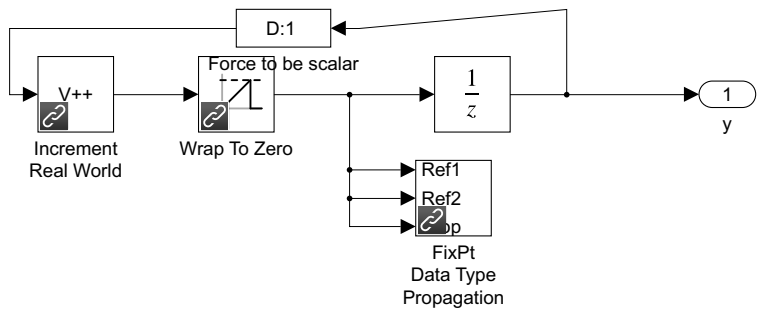 D:1
Force to be scalar
V++
Increment
Real World
Wrap To Zero
1
z
1
y
Ref1
Ref2
FixPt
Data Type
Propagation